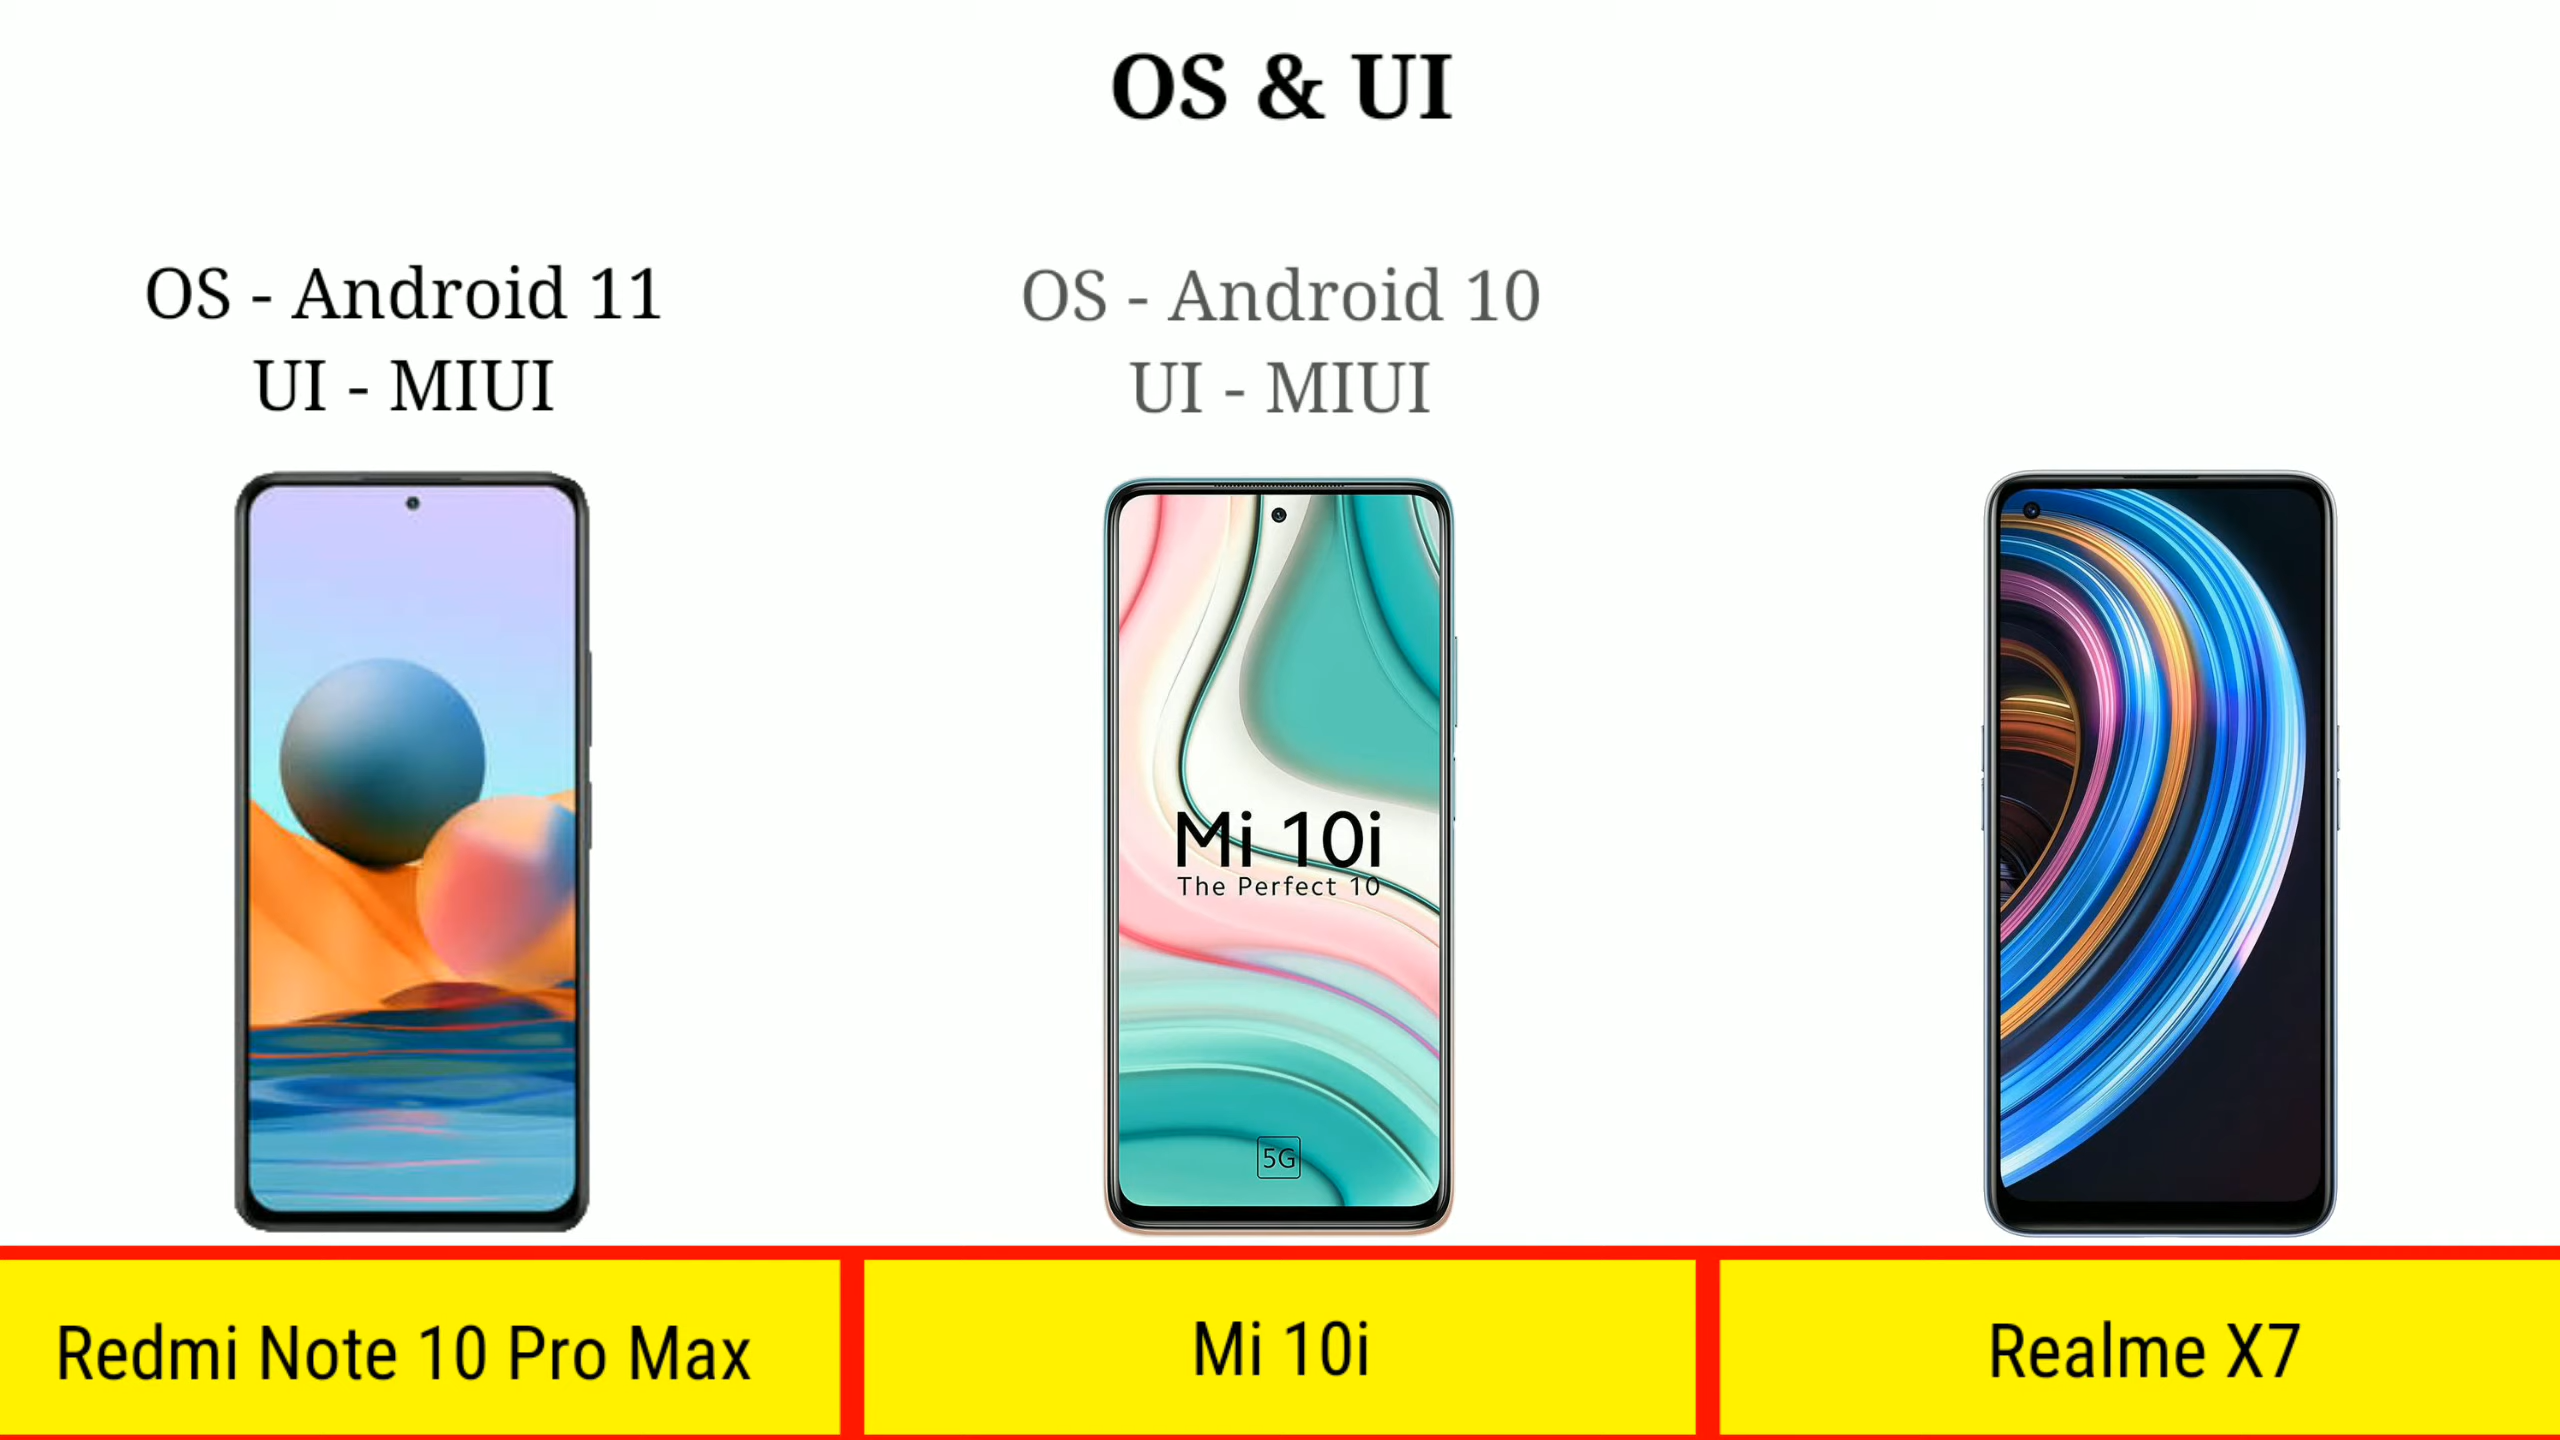 OS & UI
OS - Android 11
UI - MIUI
OS - Android 10
UI - MIUI
Mi 10i
The Perfect 10
5G
Redmi Note 10 Pro Max
Mi 10i
Realme X7